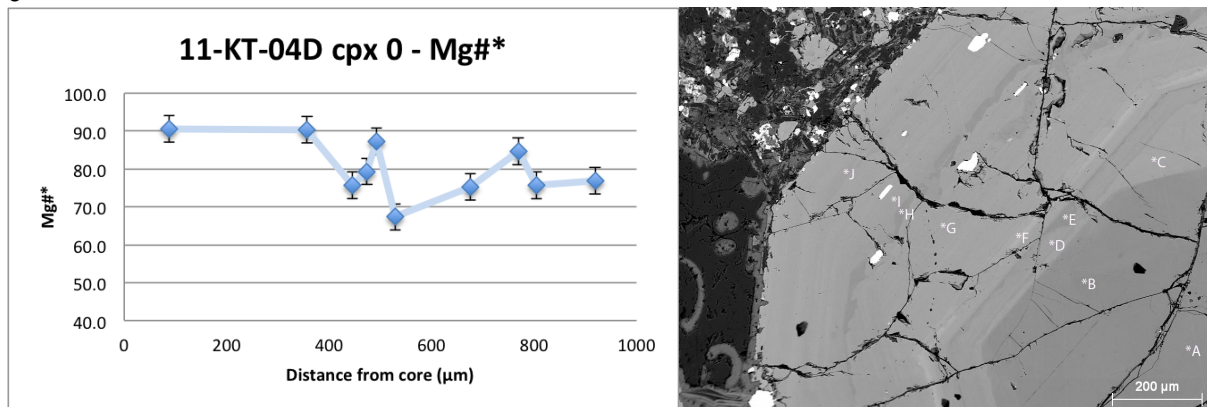 11-KT-04D cpx 0 - Mg#*
Mg#*
100.0
90.0
80.0
70.0
60.0
50.0
40.0
0
200
400
600
800
1000
Distance from core (μm)
*J
*I
*H
*G
*F
*E
*D
*C
*B
*A
200 μm